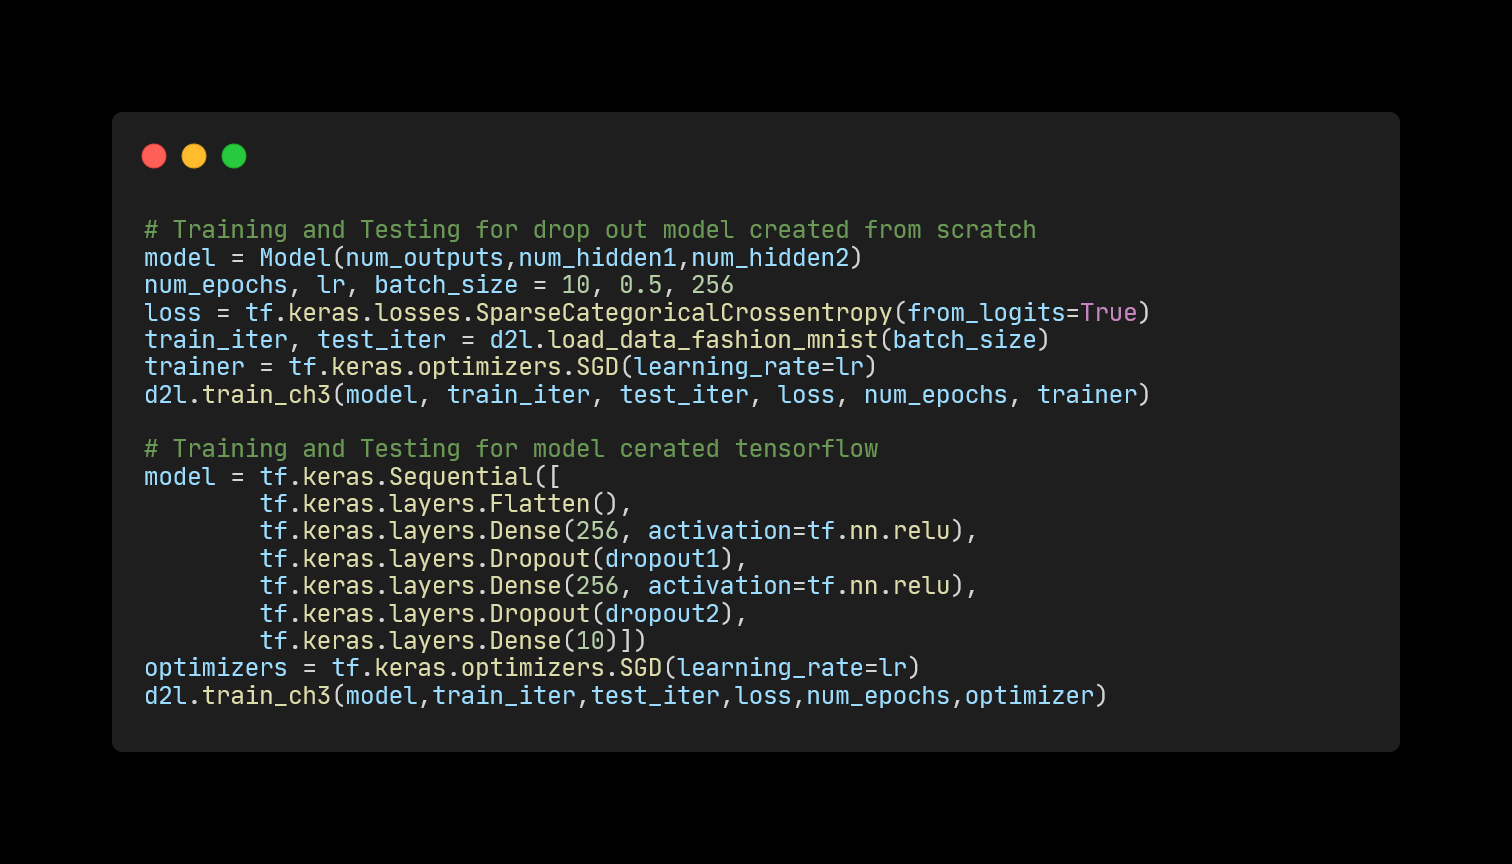 # Training and Testing for drop out model created from scratch
model = Model(num_outputs,num_hidden1,num_hidden2)
num_epochs, lr, batch_size = 10, 0.5, 256
loss = tf.keras.losses.SparseCategoricalCrossentropy(from_logits=True)
train_iter, test_iter = d2l.load_data_fashion_mnist(batch_size)
trainer = tf.keras.optimizers.SGD(learning_rate=lr)
d2l.train_ch3(model, train_iter, test_iter, loss, num_epochs, trainer)

# Training and Testing for model cerated tensorflow
model = tf.keras.Sequential([
        tf.keras.layers.Flatten(),
        tf.keras.layers.Dense(256, activation=tf.nn.relu),
        tf.keras.layers.Dropout(dropout1),
        tf.keras.layers.Dense(256, activation=tf.nn.relu),
        tf.keras.layers.Dropout(dropout2),
        tf.keras.layers.Dense(10)])
optimizers = tf.keras.optimizers.SGD(learning_rate=lr)
d2l.train_ch3(model,train_iter,test_iter,loss,num_epochs,optimizer)